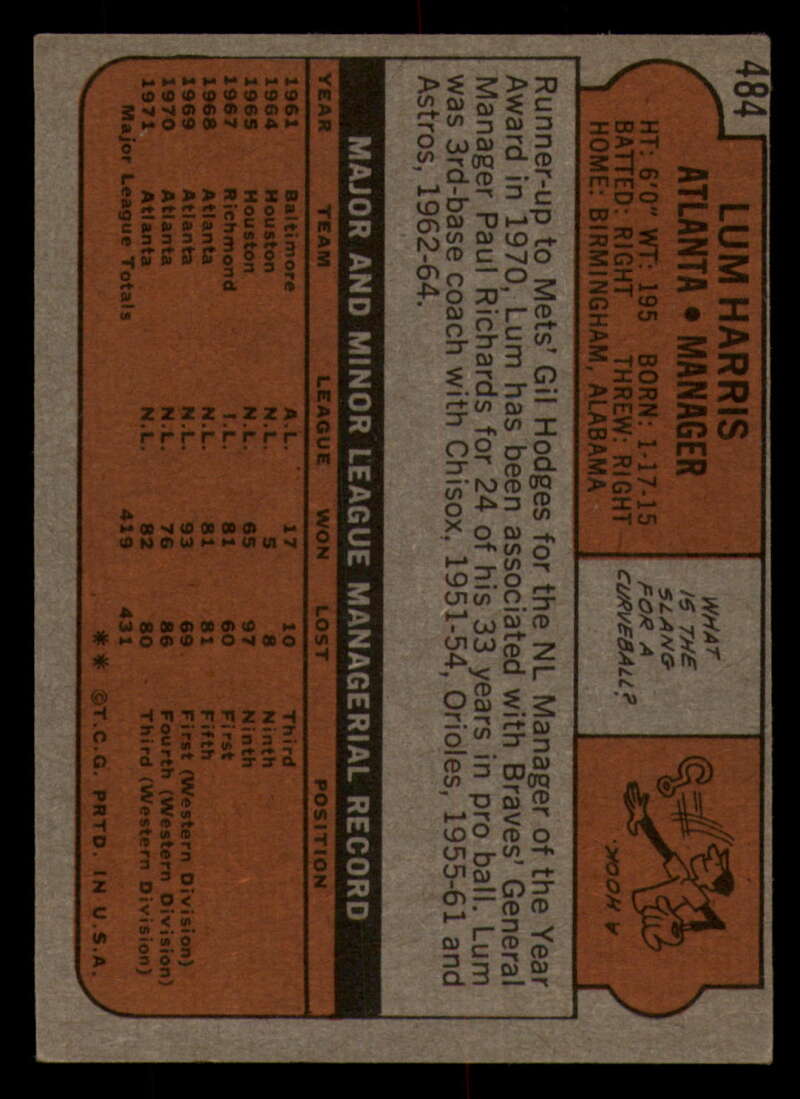 484
LUM HARRIS
ATLANTA • MANAGER
HT: 6'0" WT: 195 BORN: 1-17-15
BATTED: RIGHT THREW: RIGHT
HOME: BIRMINGHAM, ALABAMA
WHAT
IS THE
SLANG
FOR A
CURVEBALL?
A HOOK.
Runner-up to Mets' Gil Hodges for the NL Manager of the Year
Award in 1970, Lum has been associated with Braves' General
Manager Paul Richards for 24 of his 33 years in pro ball. Lum
was 3rd-base coach with Chisox, 1951-54, Orioles, 1955-61 and
Astros, 1962-64.
MAJOR AND MINOR LEAGUE MANAGERIAL RECORD
YEAR TEAM LEAGUE WON LOST POSITION
1961 Baltimore A.L. 17 10 Third
1964 Houston N.L. 5 8 Ninth
1965 Houston N.L. 65 97 Ninth
1967 Richmond I.L. 81 60 First
1968 Atlanta N.L. 81 81 Fifth
1969 Atlanta N.L. 93 69 First (Western Division)
1970 Atlanta N.L. 76 86 Fourth (Western Division)
1971 Atlanta N.L. 82 80 Third (Western Division)
Major League Totals 419 431
** ©T.C.G. PRTD. IN U.S.A.